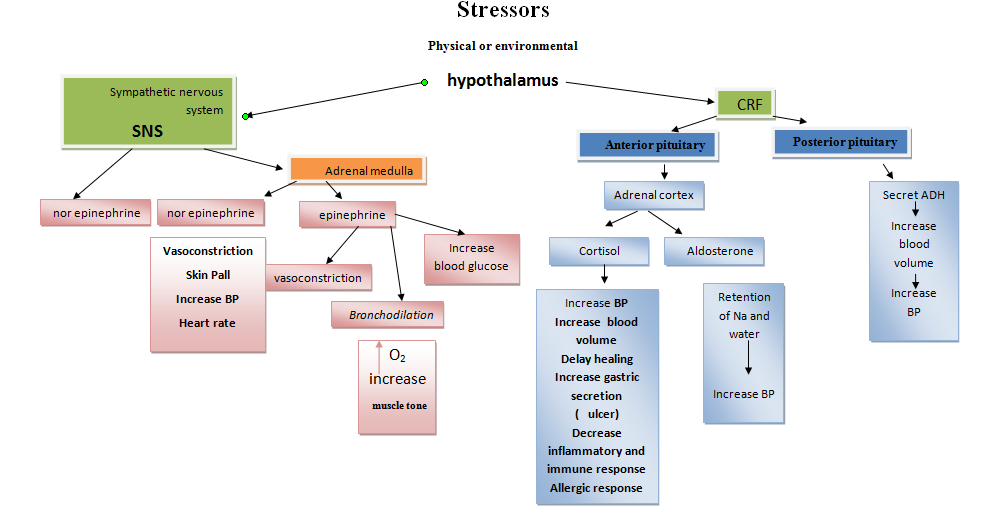 Stressors
Physical or environmental
hypothalamus
Sympathetic nervous
system
SNS
CRF
Anterior pituitary
Posterior pituitary
Adrenal medulla
Adrenal cortex
Secret ADH
Increase
blood
volume
Increase
BP
nor epinephrine
nor epinephrine
epinephrine
Increase
blood glucose
Cortisol
Aldosterone
Vasoconstriction
Skin Pall
Increase BP
Heart rate
vasoconstriction
Bronchodilation
O₂
increase
muscle tone
Increase BP
Increase blood
volume
Delay healing
Increase gastric
secretion
( ulcer)
Decrease
inflammatory and
immune response
Allergic response
Retention
of Na and
water
Increase BP